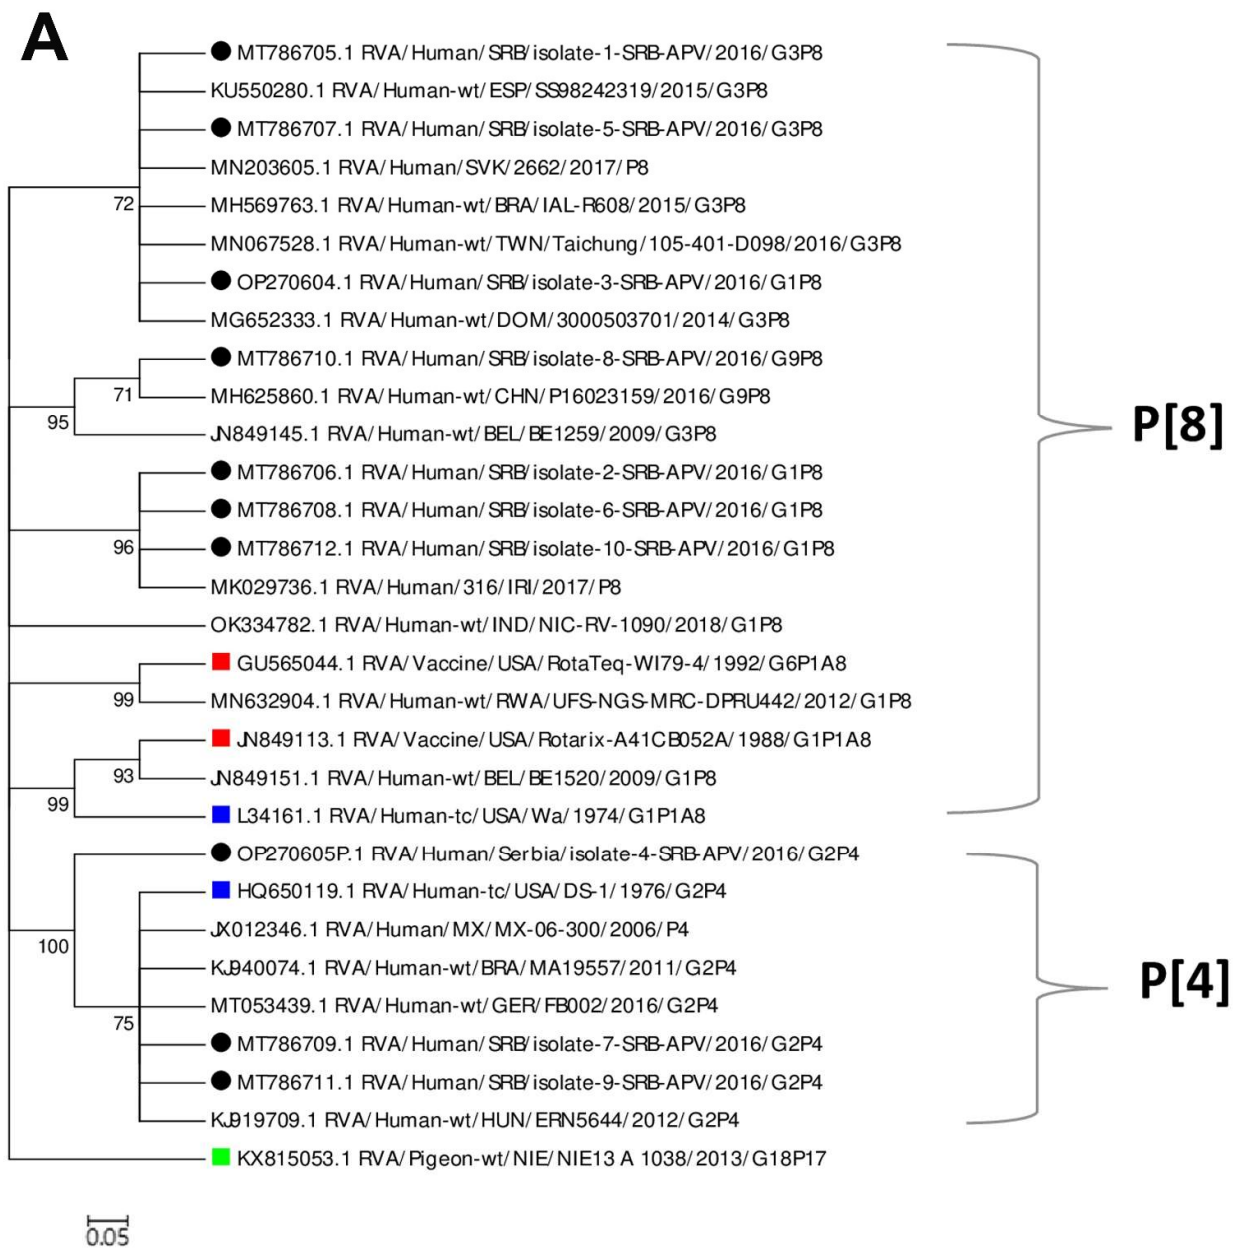 A
MT786705.1 RVA/Human/SRB/isolate-1-SRB-APV/2016/G3P8
KU550280.1 RVA/Human-wt/ESP/SS98242319/2015/G3P8
MT786707.1 RVA/Human/SRB/isolate-5-SRB-APV/2016/G3P8
MN203605.1 RVA/Human/SVK/2662/2017/P8
72
MH569763.1 RVA/Human-wt/BRA/IAL-R608/2015/G3P8
MN067528.1 RVA/Human-wt/TWN/Taichung/105-401-D098/2016/G3P8
OP270604.1 RVA/Human/SRB/isolate-3-SRB-APV/2016/G1P8
MG652333.1 RVA/Human-wt/DOM/3000503701/2014/G3P8
MT786710.1 RVA/Human/SRB/isolate-8-SRB-APV/2016/G9P8
71
MH625860.1 RVA/Human-wt/CHN/P16023159/2016/G9P8
95
P[8]
JN849145.1 RVA/Human-wt/BEL/BE1259/2009/G3P8
MT786706.1 RVA/Human/SRB/isolate-2-SRB-APV/2016/G1P8
MT786708.1 RVA/Human/SRB/isolate-6-SRB-APV/2016/G1P8
96
MT786712.1 RVA/Human/SRB/isolate-10-SRB-APV/2016/G1P8
MK029736.1 RVA/Human/316/IRI/2017/P8
OK334782.1 RVA/Human-wt/IND/NIC-RV-1090/2018/G1P8
GU565044.1 RVA/Vaccine/USA/RotaTeq-WI79-4/1992/G6P1A8
99
MN632904.1 RVA/Human-wt/RWA/UFS-NGS-MRC-DPRU442/2012/G1P8
JN849113.1 RVA/Vaccine/USA/Rotarix-A41CB052A/1988/G1P1A8
93
JN849151.1 RVA/Human-wt/BEL/BE1520/2009/G1P8
99
L34161.1 RVA/Human-tc/USA/Wa/1974/G1P1A8
OP270605P.1 RVA/Human/Serbia/isolate-4-SRB-APV/2016/G2P4
HQ650119.1 RVA/Human-tc/USA/DS-1/1976/G2P4
JX012346.1 RVA/Human/MX/MX-06-300/2006/P4
100
KJ940074.1 RVA/Human-wt/BRA/MA19557/2011/G2P4
P[4]
MT053439.1 RVA/Human-wt/GER/FB002/2016/G2P4
75
MT786709.1 RVA/Human/SRB/isolate-7-SRB-APV/2016/G2P4
MT786711.1 RVA/Human/SRB/isolate-9-SRB-APV/2016/G2P4
KJ919709.1 RVA/Human-wt/HUN/ERN5644/2012/G2P4
KX815053.1 RVA/Pigeon-wt/NIE/NIE13 A 1038/2013/G18P17
0.05